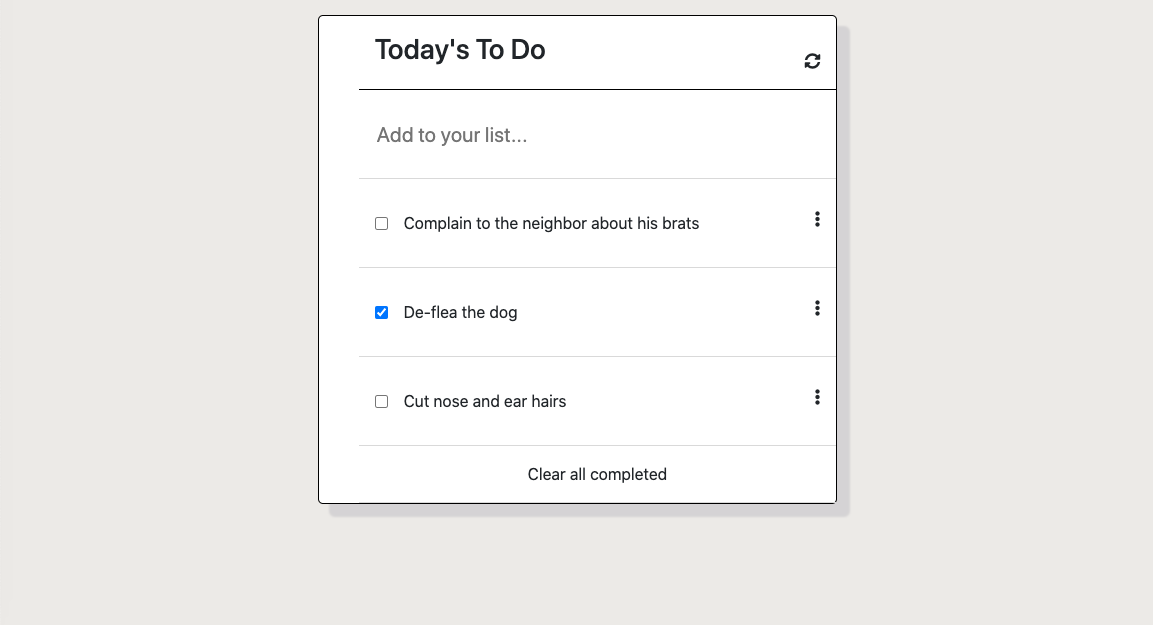 Today's To Do
Add to your list...
Complain to the neighbor about his brats
De-flea the dog
Cut nose and ear hairs
Clear all completed